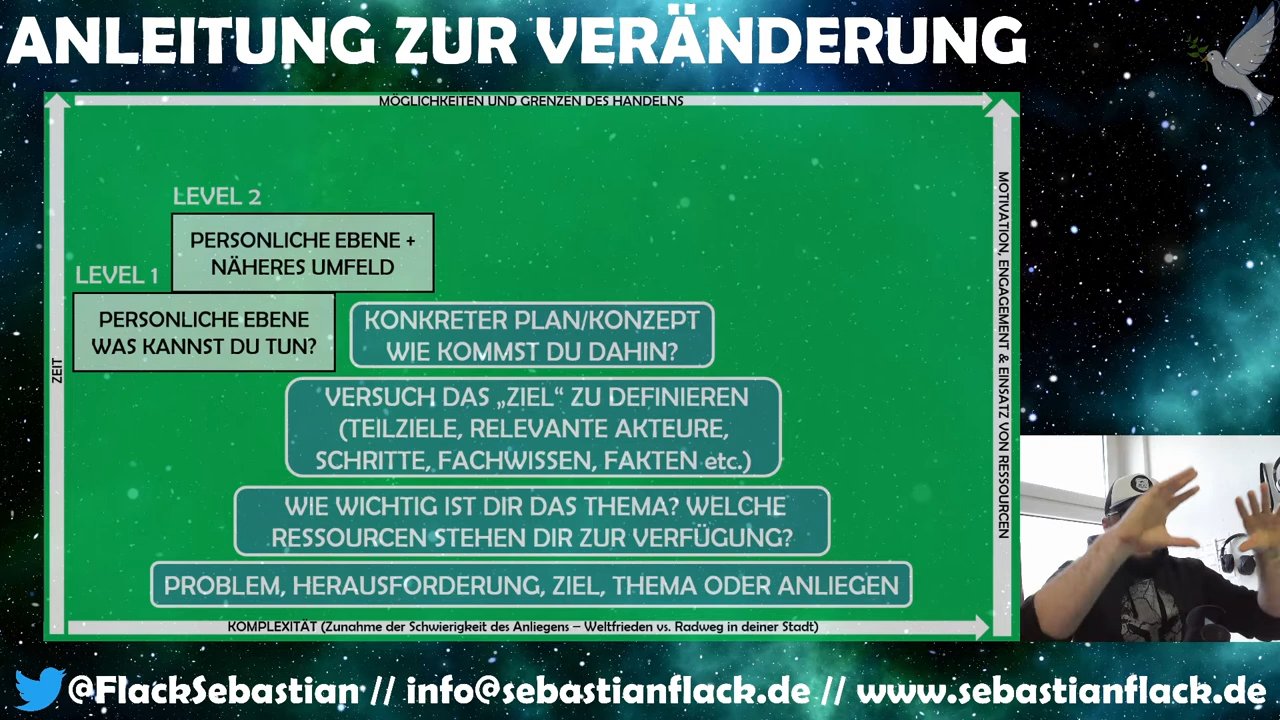 ANLEITUNG ZUR VERÄNDERUNG
MÖGLICHKEITEN UND GRENZEN DES HANDELNS
LEVEL 2
PERSONLICHE EBENE +
NÄHERES UMFELD
LEVEL 1
PERSONLICHE EBENE
WAS KANNST DU TUN?
KONKRETER PLAN/KONZEPT
WIE KOMMST DU DAHIN?
VERSUCH DAS „ZIEL“ ZU DEFINIEREN
(TEILZIELE, RELEVANTE AKTEURE,
SCHRITTE, FACHWISSEN, FAKTEN etc.)
WIE WICHTIG IST DIR DAS THEMA? WELCHE
RESSOURCEN STEHEN DIR ZUR VERFÜGUNG?
PROBLEM, HERAUSFORDERUNG, ZIEL, THEMA ODER ANLIEGEN
ZEIT
MOTIVATION, ENGAGEMENT & EINSATZ VON RESSOURCEN
KOMPLEXITÄT (Zunahme der Schwierigkeit des Anliegens – Weltfrieden vs. Radweg in deiner Stadt)
@FlackSebastian // info@sebastianflack.de // www.sebastianflack.de